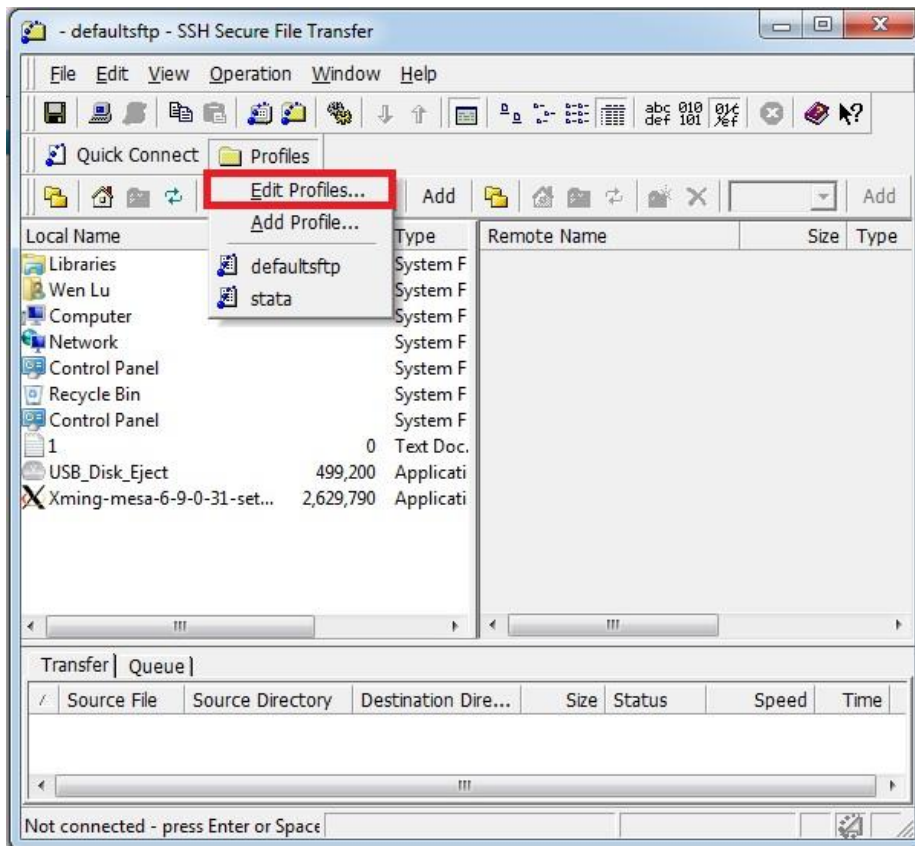 - defaultsftp - SSH Secure File Transfer
File Edit View Operation Window Help
abc def 010 101
Quick Connect Profiles
Edit Profiles...
Add Profile...
defaultsftp
stata
Add
Add
Local Name Type
Libraries System F
Wen Lu System F
Computer System F
Network System F
Control Panel System F
Recycle Bin System F
Control Panel System F
1 0 Text Doc.
USB_Disk_Eject 499,200 Applicati
Xming-mesa-6-9-0-31-set... 2,629,790 Applicati
Remote Name Size Type
Transfer Queue
/ Source File Source Directory Destination Dire... Size Status Speed Time
Not connected - press Enter or Space